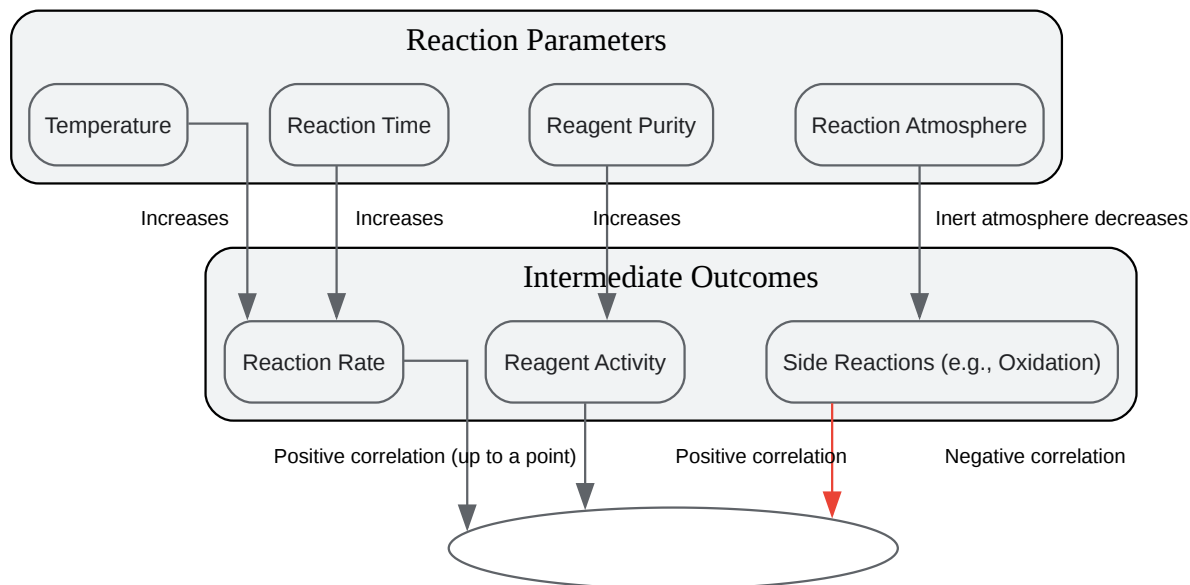 Reaction Parameters
Temperature
Reaction Time
Reagent Purity
Reaction Atmosphere
Increases
Increases
Increases
Inert atmosphere decreases
Intermediate Outcomes
Reaction Rate
Reagent Activity
Side Reactions (e.g., Oxidation)
Positive correlation (up to a point)
Positive correlation
Negative correlation